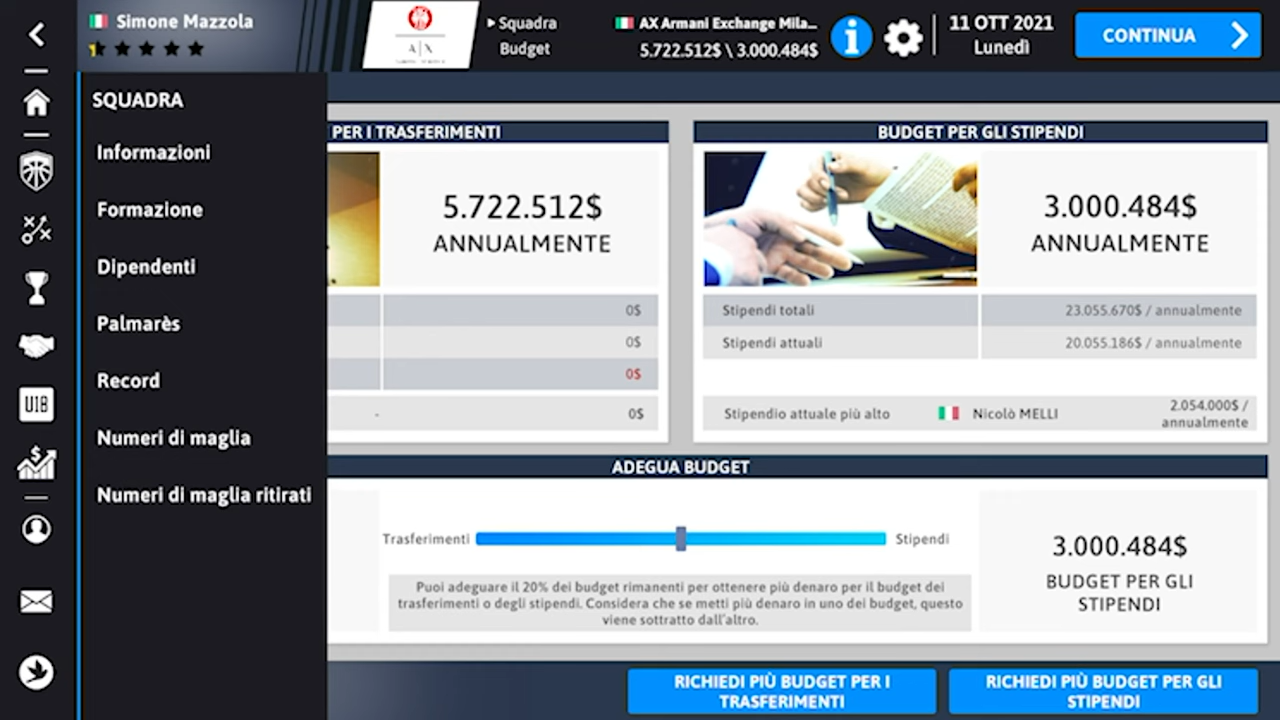 Simone Mazzola
A|X
Squadra
Budget
AX Armani Exchange Mila...
5.722.512$ \ 3.000.484$
11 OTT 2021
Lunedì
CONTINUA
SQUADRA
Informazioni
Formazione
Dipendenti
Palmarès
Record
Numeri di maglia
Numeri di maglia ritirati
U18
PER I TRASFERIMENTI
5.722.512$
ANNUALMENTE
0$
0$
0$
-
0$
BUDGET PER GLI STIPENDI
3.000.484$
ANNUALMENTE
Stipendi totali
23.055.670$ / annualmente
Stipendi attuali
20.055.186$ / annualmente
Stipendio attuale più alto
Nicolò MELLI
2.054.000$ /
annualmente
ADEGUA BUDGET
Trasferimenti
Stipendi
Puoi adeguare il 20% dei budget rimanenti per ottenere più denaro per il budget dei
trasferimenti o degli stipendi. Considera che se metti più denaro in uno dei budget, questo
viene sottratto dall'altro.
3.000.484$
BUDGET PER GLI
STIPENDI
RICHIEDI PIÙ BUDGET PER I
TRASFERIMENTI
RICHIEDI PIÙ BUDGET PER GLI
STIPENDI